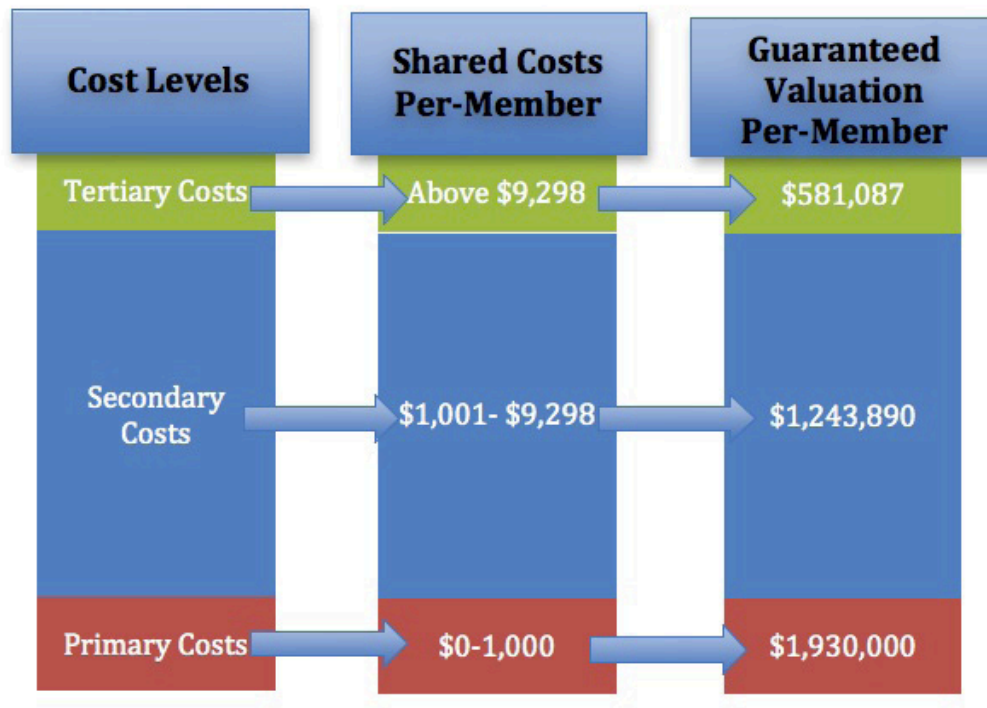 Cost Levels
Shared Costs
Per-Member
Guaranteed
Valuation
Per-Member
Tertiary Costs
Above $9,298
$581,087
Secondary
Costs
$1,001- $9,298
$1,243,890
Primary Costs
$0-1,000
$1,930,000